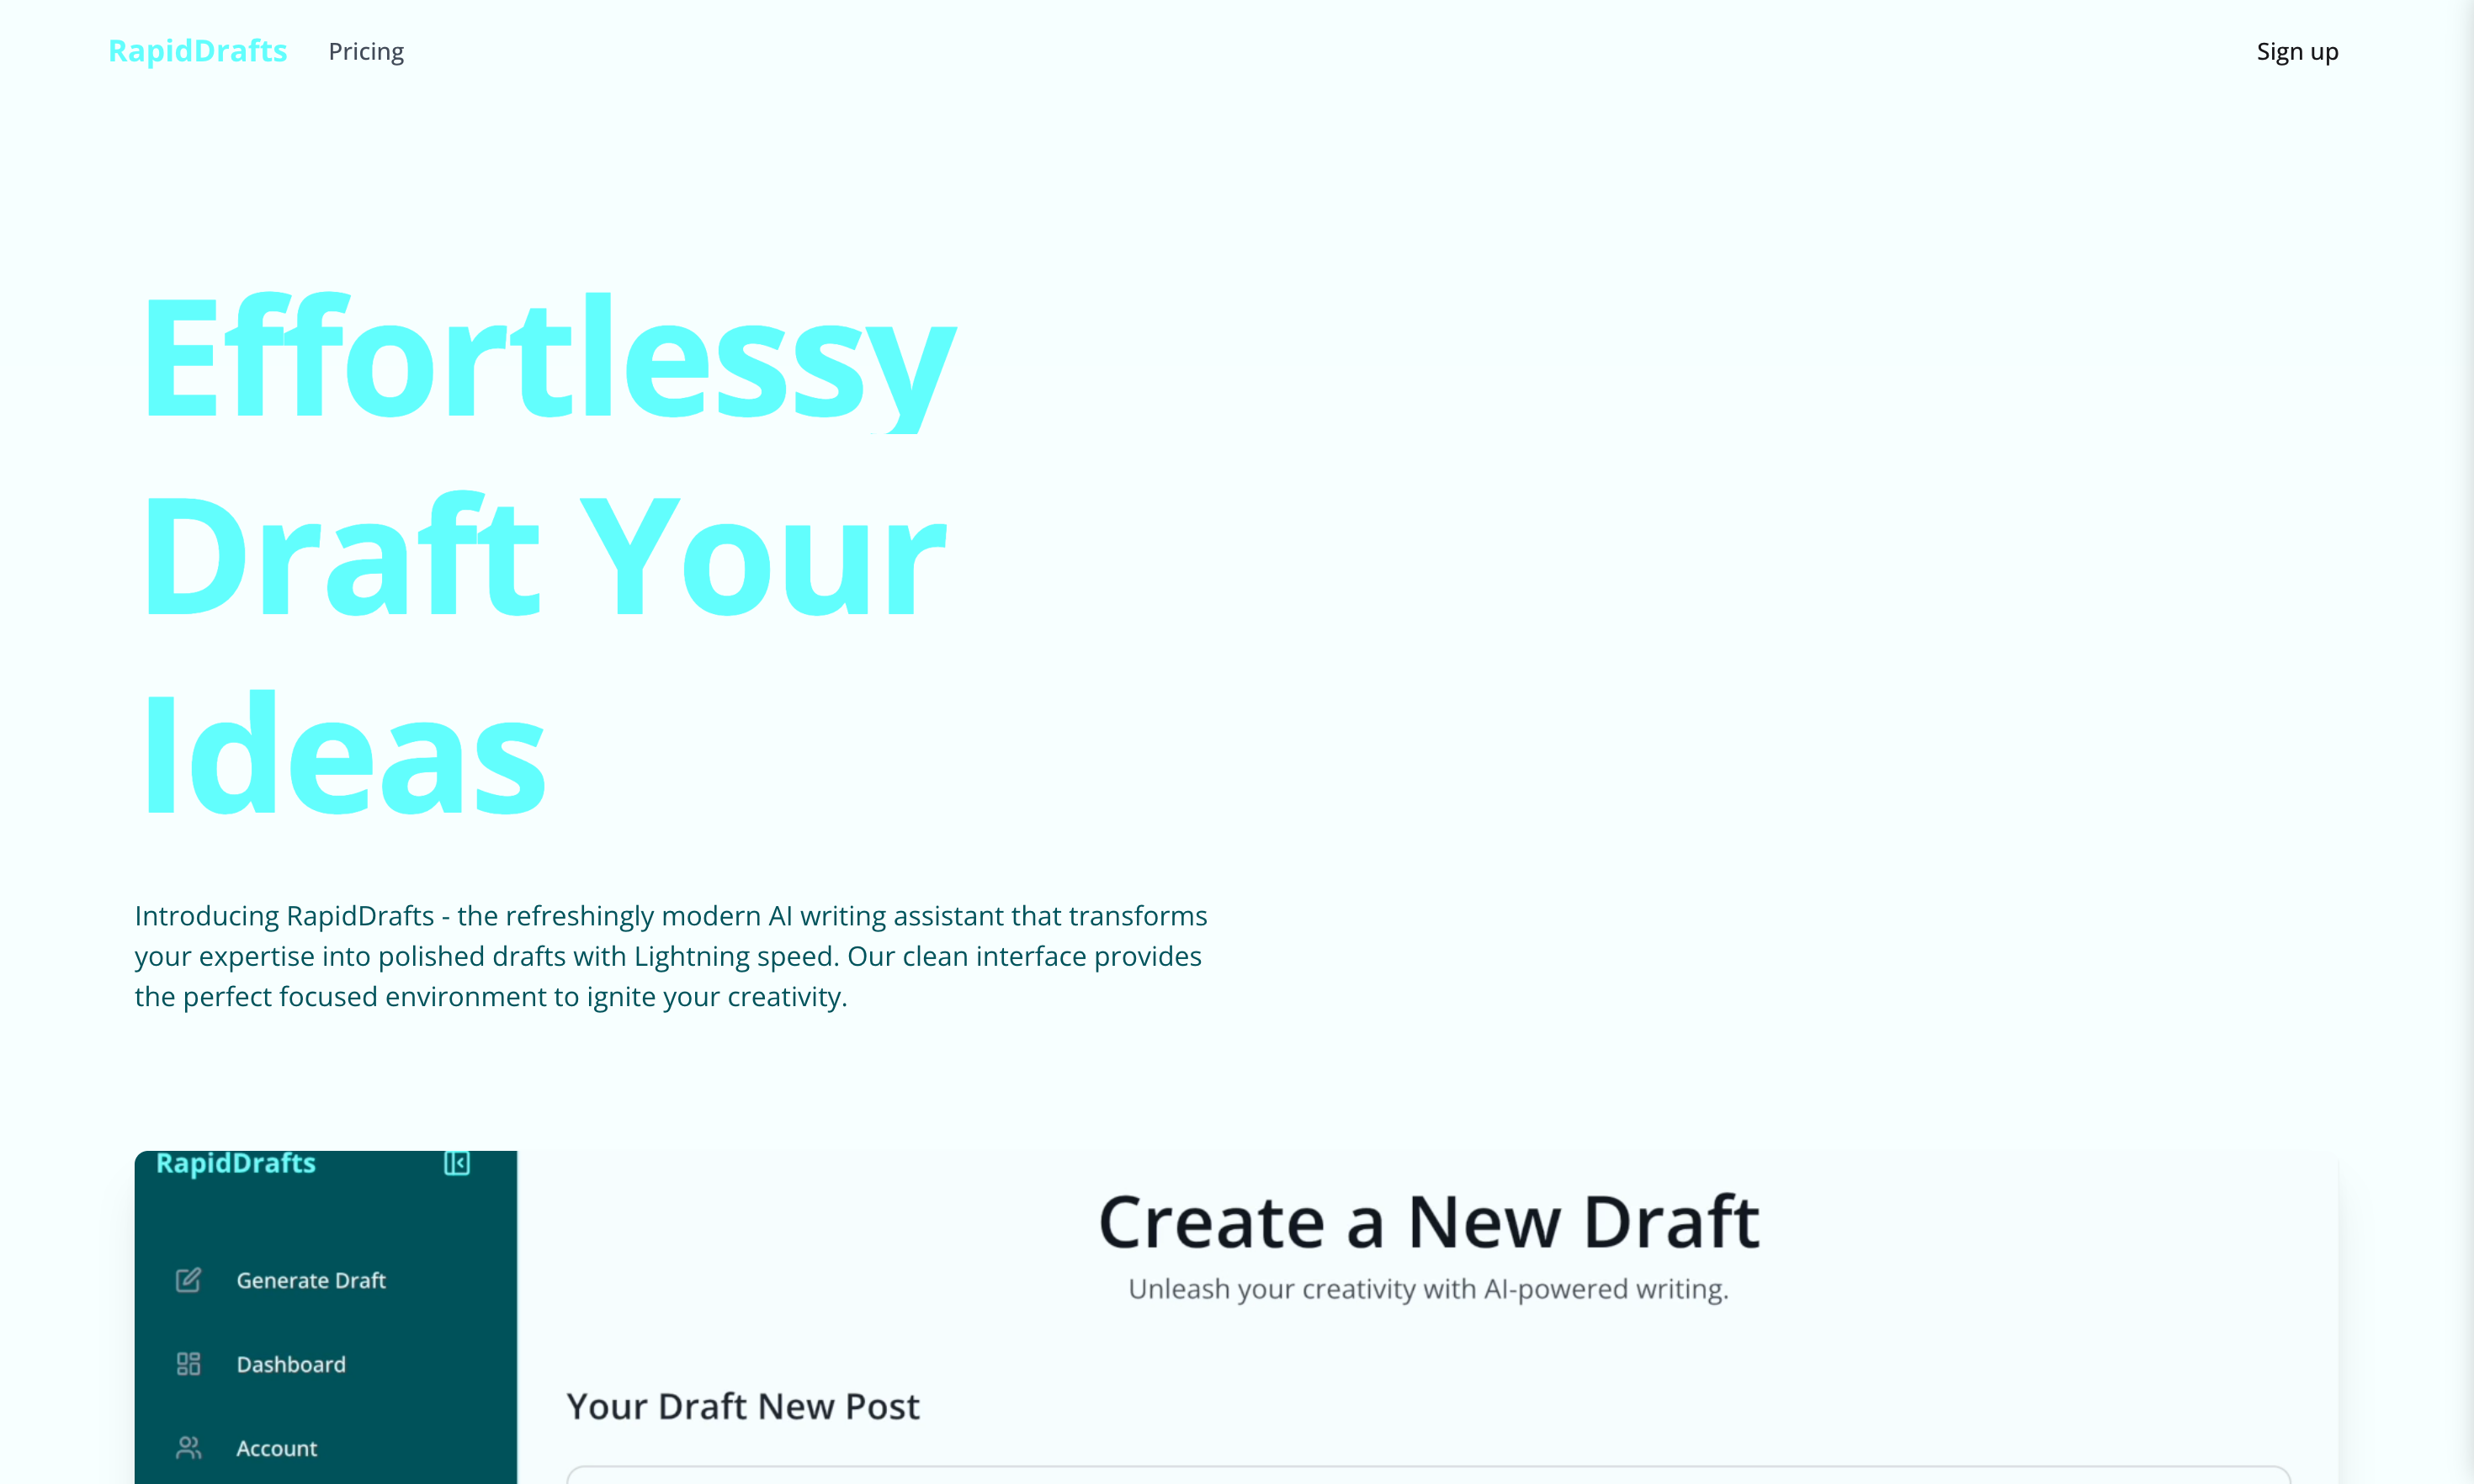 RapidDrafts
Pricing
Sign up
Effortlessy
Draft Your
Ideas
Introducing RapidDrafts - the refreshingly modern AI writing assistant that transforms
your expertise into polished drafts with Lightning speed. Our clean interface provides
the perfect focused environment to ignite your creativity.
RapidDrafts
Generate Draft
Dashboard
Account
Create a New Draft
Unleash your creativity with AI-powered writing.
Your Draft New Post